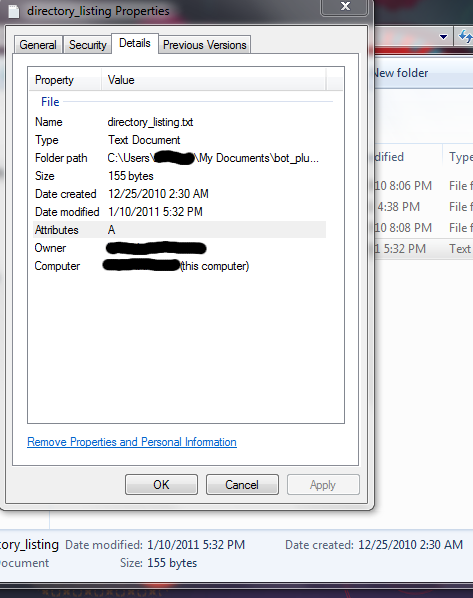 directory_listing Properties
x
General Security Details Previous Versions
Property Value
File
Name directory_listing.txt
Type Text Document
Folder path C:\Users\ \My Documents\bot_plu...
Size 155 bytes
Date created 12/25/2010 2:30 AM
Date modified 1/10/2011 5:32 PM
Attributes A
Owner
Computer (this computer)
Remove Properties and Personal Information
OK Cancel Apply
New folder
dified Type
10 8:06 PM File f
4:38 PM File f
10 8:08 PM File f
1 5:32 PM Text
tory_listing Date modified: 1/10/2011 5:32 PM Date created: 12/25/2010 2:30 AM
ocument Size: 155 bytes